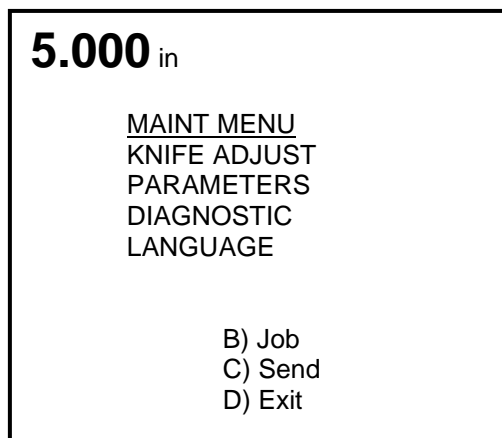 5.000 in
MAINT MENU
KNIFE ADJUST
PARAMETERS
DIAGNOSTIC
LANGUAGE
B) Job
C) Send
D) Exit